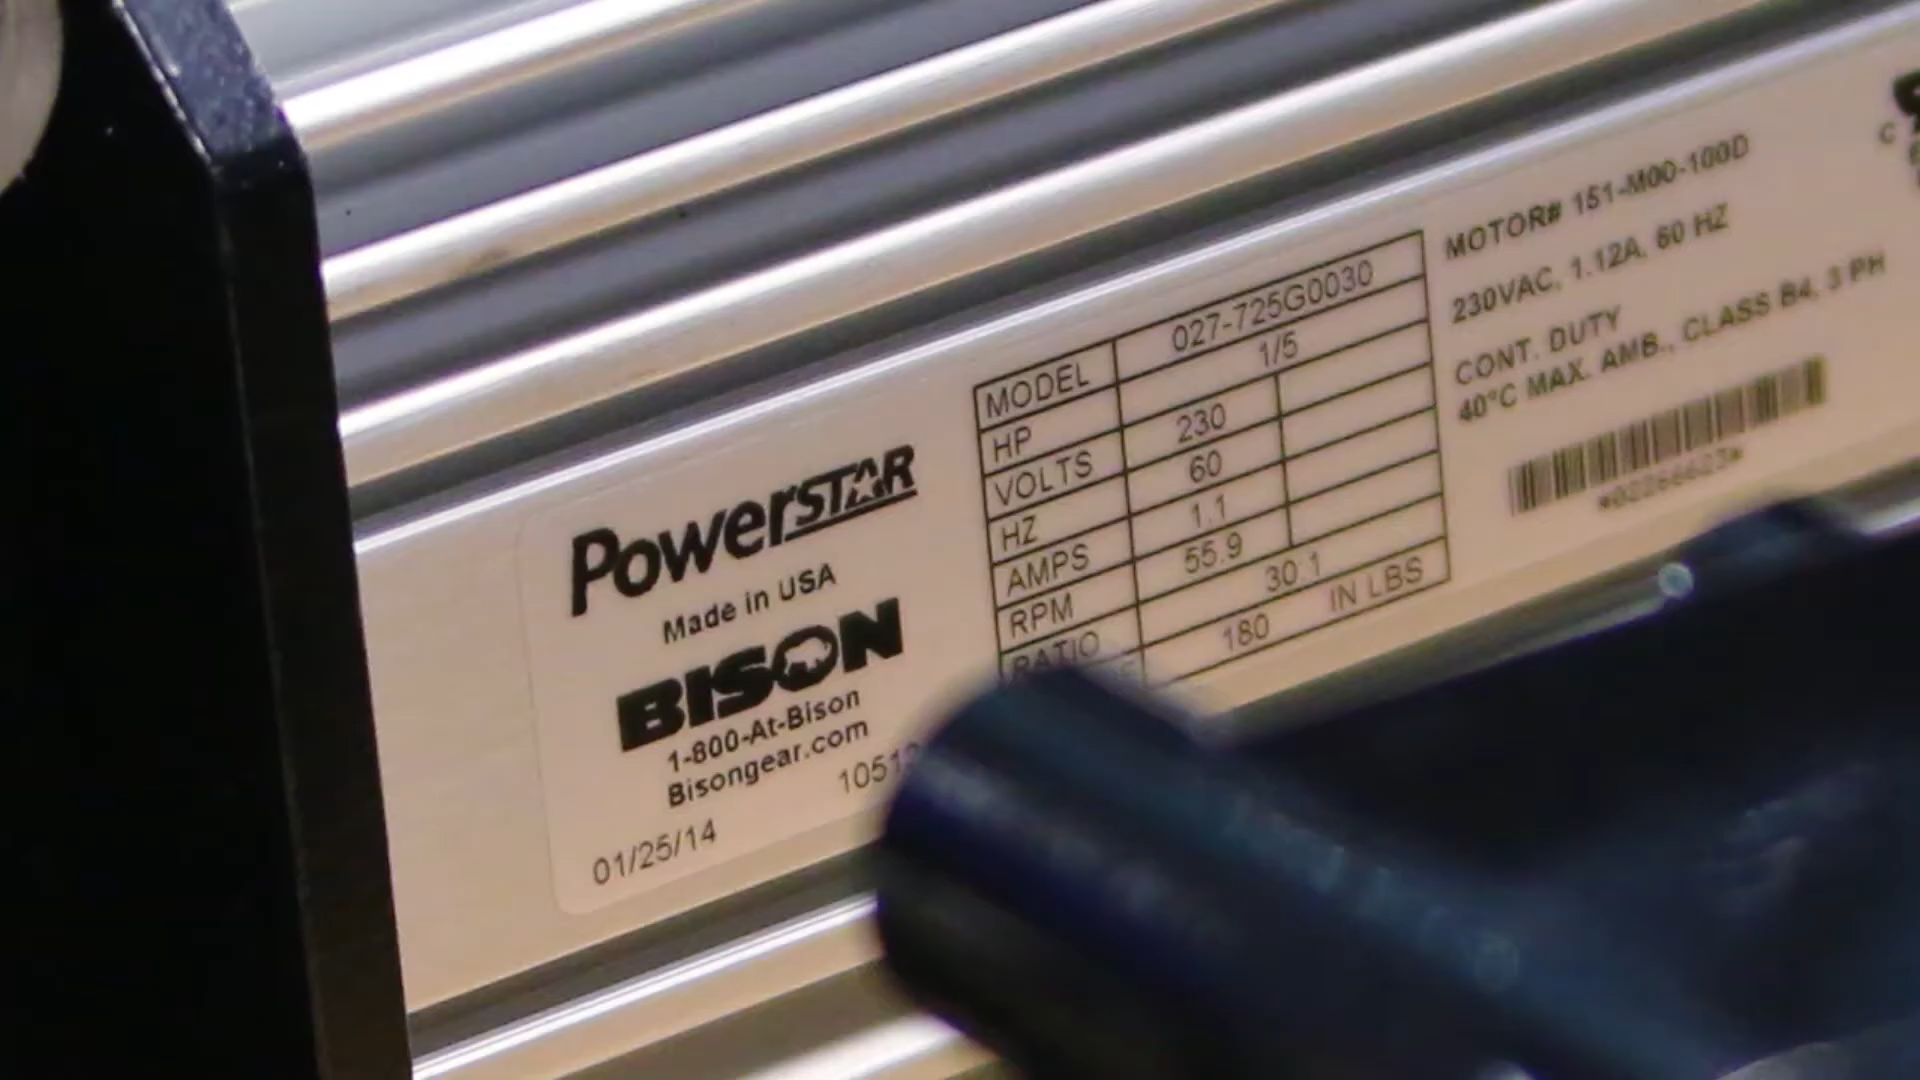 PowerSTAR
Made in USA
BISON
1-800-At-Bison
Bisongear.com
01/25/14
MODEL 027-725G0030
HP 1/5
VOLTS 230
HZ 60
AMPS 1.1
RPM 55.9
RATIO 30:1
180 IN LBS
MOTOR# 151-M00-100D
230VAC, 1.12A, 60 HZ
CONT. DUTY
40°C MAX. AMB., CLASS B4, 3 PH